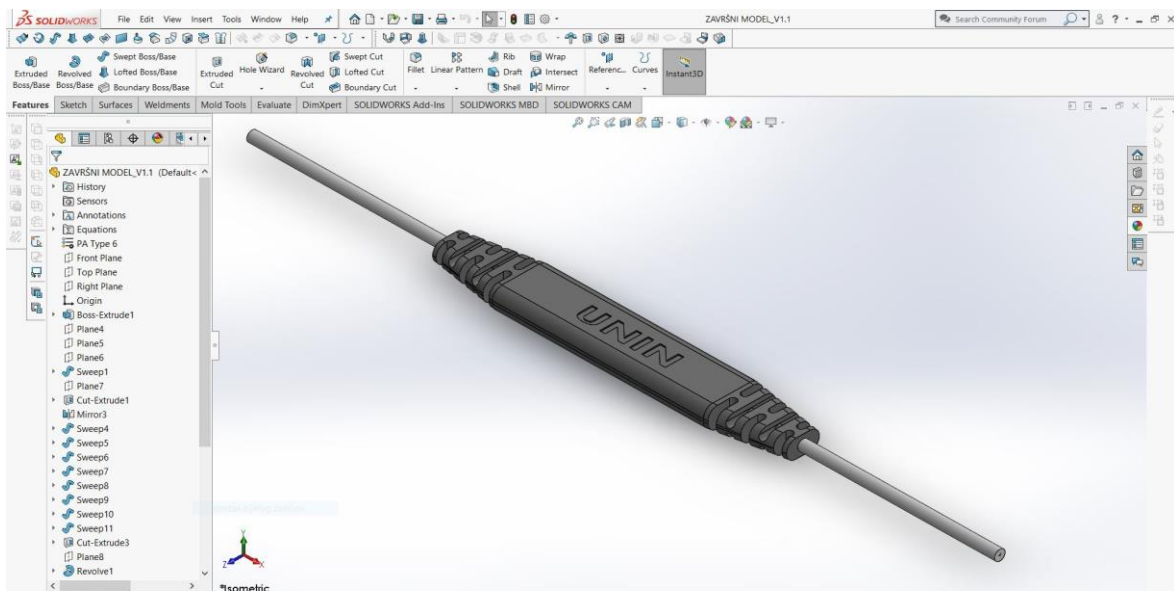 SOLIDWORKS File Edit View Insert Tools Window Help ZAVRŠNI MODEL_V1.1 Search Community Forum
Extruded Boss/Base Revolved Boss/Base Swept Boss/Base Lofted Boss/Base Boundary Boss/Base Extruded Cut Hole Wizard Revolved Cut Swept Cut Lofted Cut Boundary Cut Fillet Linear Pattern Rib Draft Shell Wrap Intersect Mirror Referenc... Curves Instant3D
Features Sketch Surfaces Weldments Mold Tools Evaluate DimXpert SOLIDWORKS Add-Ins SOLIDWORKS MBD SOLIDWORKS CAM
ZAVRŠNI MODEL_V1.1 (Default<
History
Sensors
Annotations
Equations
PA Type 6
Front Plane
Top Plane
Right Plane
Origin
Boss-Extrude1
Plane4
Plane5
Plane6
Sweep1
Plane7
Cut-Extrude1
Mirror3
Sweep4
Sweep5
Sweep6
Sweep7
Sweep8
Sweep9
Sweep10
Sweep11
Cut-Extrude3
Plane8
Revolve1
UNIN
Y
Z X
*Isometric